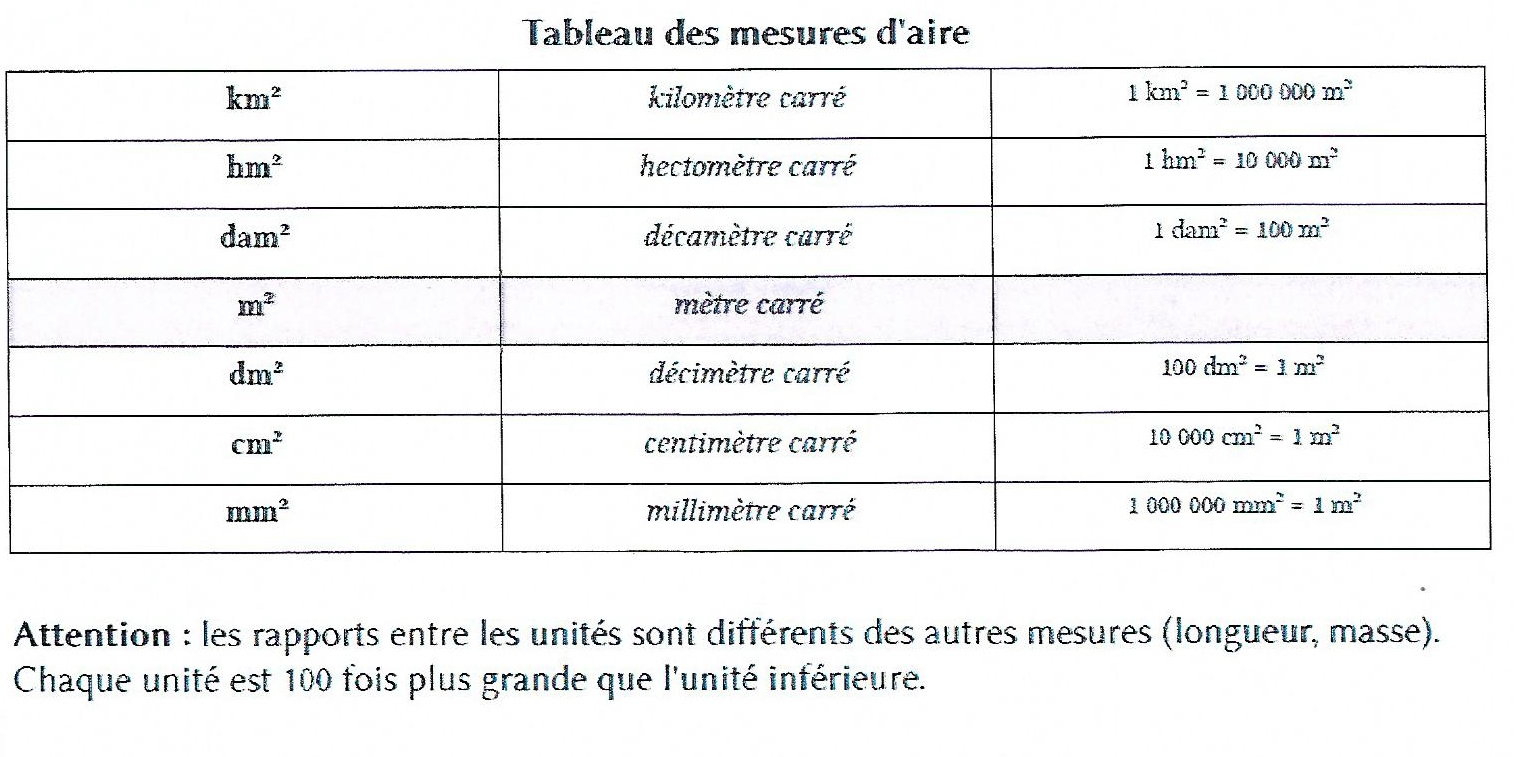 Tableau des mesures d'aire
km² kilomètre carré 1 km² = 1 000 000 m²
hm² hectomètre carré 1 hm² = 10 000 m²
dam² décamètre carré 1 dam² = 100 m²
m² mètre carré
dm² décimètre carré 100 dm² = 1 m²
cm² centimètre carré 10 000 cm² = 1 m²
mm² millimètre carré 1 000 000 mm² = 1 m²
Attention : les rapports entre les unités sont différents des autres mesures (longueur, masse).
Chaque unité est 100 fois plus grande que l'unité inférieure.